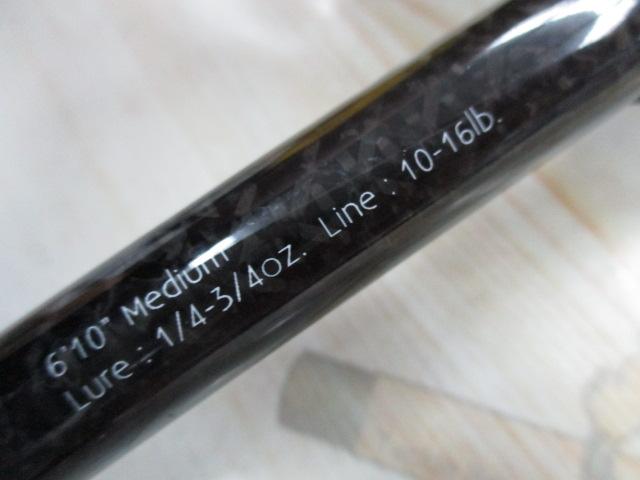 6'10" Medium
Lure : 1/4-3/4oz. Line : 10-16lb.